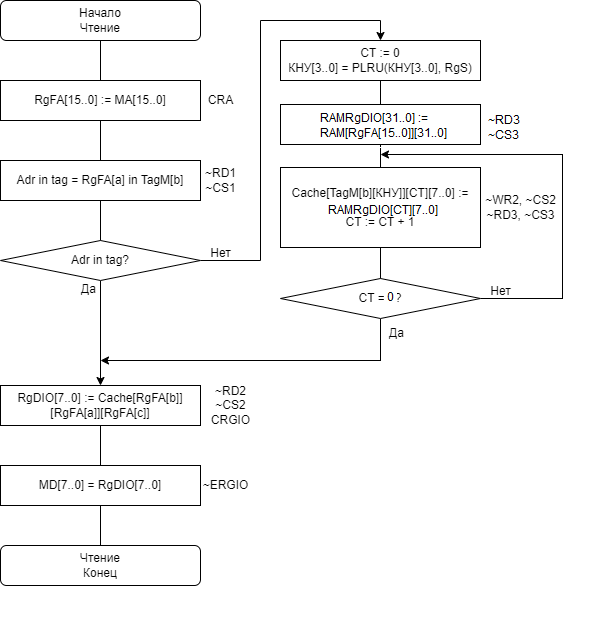 Начало
Чтение
RgFA[15..0] := MA[15..0]
CRA
Adr in tag = RgFA[a] in TagM[b]
~RD1
~CS1
Adr in tag?
Нет
Да
CT := 0
КНУ[3..0] = PLRU(КНУ[3..0], RgS)
RAMRgDIO[31..0] :=
RAM[RgFA[15..0]][31..0]
~RD3
~CS3
Cache[TagM[b][КНУ]][CT][7..0] :=
RAMRgDIO[CT][7..0]
CT := CT + 1
~WR2, ~CS2
~RD3, ~CS3
CT = 0 ?
Нет
Да
RgDIO[7..0] := Cache[RgFA[b]]
[RgFA[a]][RgFA[c]]
~RD2
~CS2
CRGIO
MD[7..0] = RgDIO[7..0]
~ERGIO
Чтение
Конец